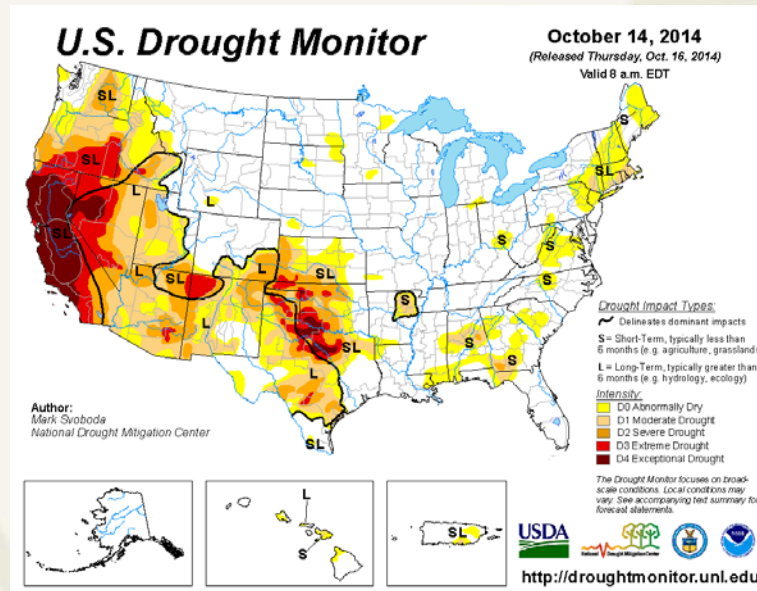 U.S. Drought Monitor
October 14, 2014
(Released Thursday, Oct. 16, 2014)
Valid 8 a.m. EDT
SL
S
SL
SL
L
L
S
SL
S
L
SL
L
SL
S
L
S
SL
S
L
S
SL
Drought Impact Types:
Delineates dominant impacts
S = Short-Term, typically less than
6 months (e.g. agriculture, grasslands
L = Long-Term, typically greater than
6 months (e.g. hydrology, ecology)
Intensity:
D0 Abnormally Dry
D1 Moderate Drought
D2 Severe Drought
D3 Extreme Drought
D4 Exceptional Drought
Author:
Mark Svoboda
National Drought Mitigation Center
The Drought Monitor focuses on broad-
scale conditions. Local conditions may
vary. See accompanying text summary for
forecast statements.
L
S
SL
USDA
National Drought Mitigation Center
http://droughtmonitor.unl.edu